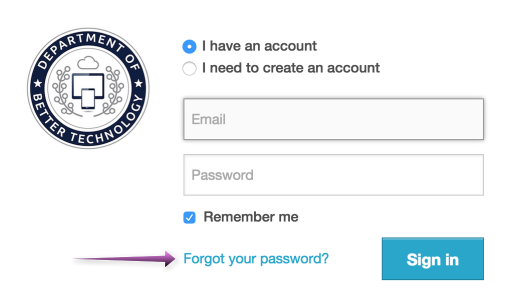 DEPARTMENT OF
BETTER TECHNOLOGY
I have an account
I need to create an account
Email
Password
Remember me
Forgot your password?
Sign in